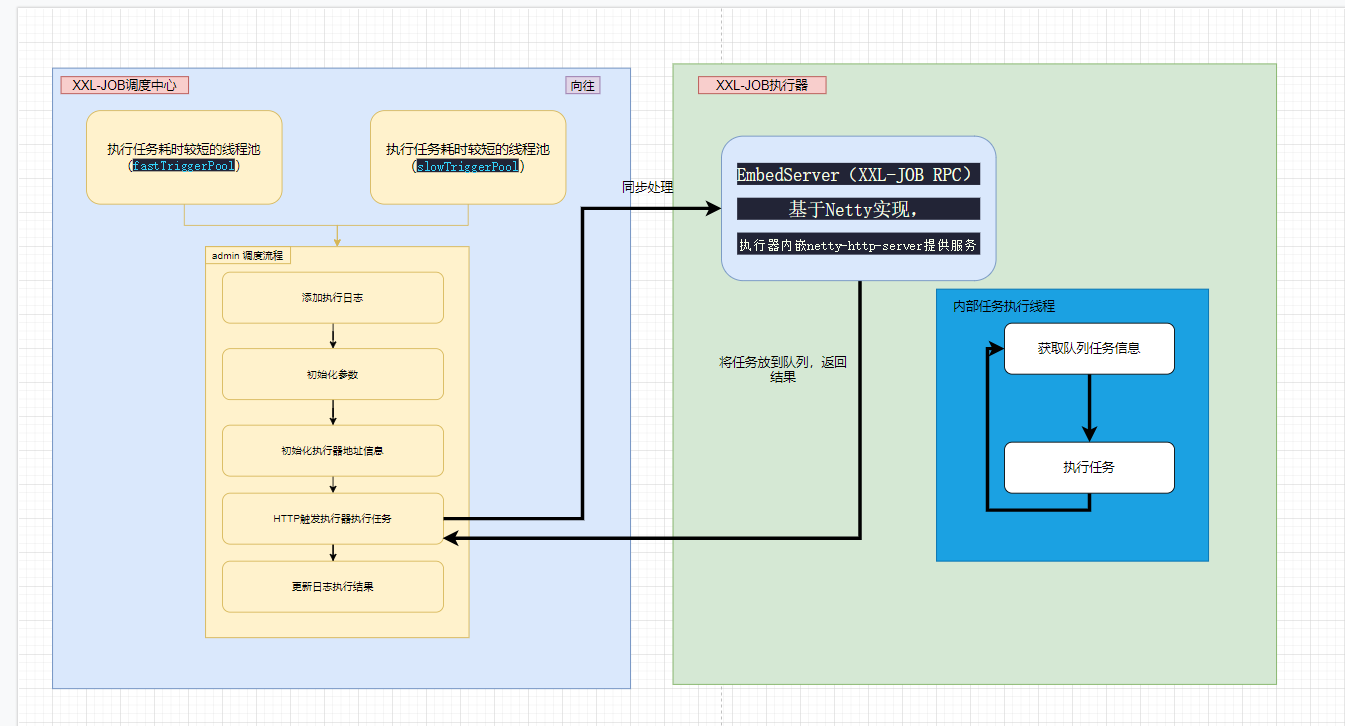 XXL-JOB调度中心
向往
执行任务耗时较短的线程池
(fastTriggerPool)
执行任务耗时较短的线程池
(slowTriggerPool)
admin 调度流程
添加执行日志
初始化参数
初始化执行器地址信息
HTTP触发执行器执行任务
更新日志执行结果
同步处理
XXL-JOB执行器
EmbedServer（XXL-JOB RPC）
基于Netty实现，
执行器内嵌netty-http-server提供服务
将任务放到队列，返回
结果
内部任务执行线程
获取队列任务信息
执行任务